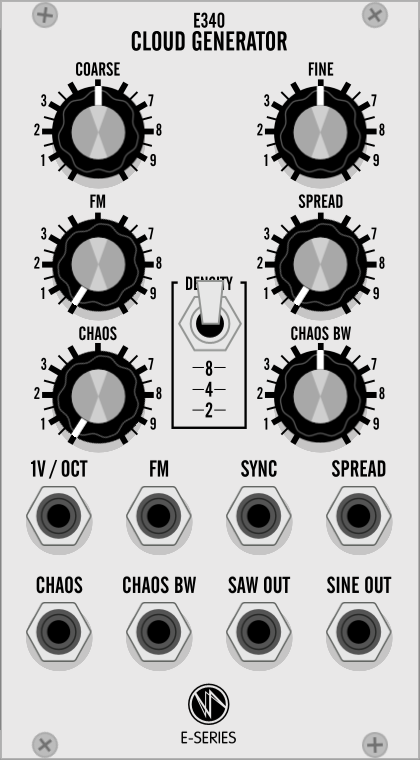 E340
CLOUD GENERATOR
COARSE FINE
3 7 3 7
2 8 2 8
1 9 1 9
FM SPREAD
3 7 3 7
2 8 2 8
1 9 1 9
DENSITY
CHAOS CHAOS BW
3 7 3 7
2 8 8 2 8
4
1 9 2 1 9
1V / OCT FM SYNC SPREAD
CHAOS CHAOS BW SAW OUT SINE OUT
E-SERIES